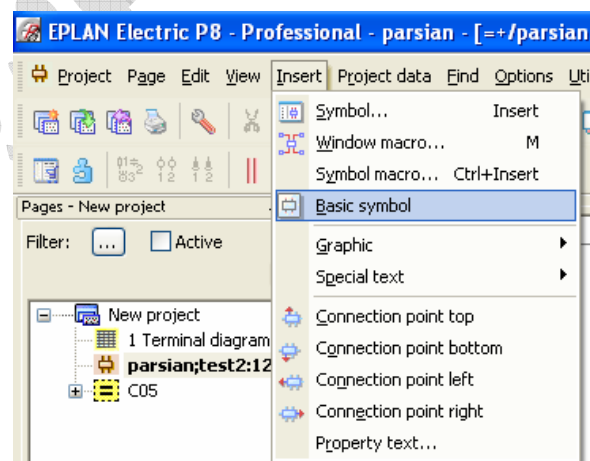 EPLAN Electric P8 - Professional - parsian - [=+/parsian
Project Page Edit View Insert Project data Find Options Uti
Symbol... Insert
Window macro... M
Symbol macro... Ctrl+Insert
Basic symbol
Graphic
Special text
Connection point top
Connection point bottom
Connection point left
Connection point right
Property text...
Pages - New project
Filter: ... Active
New project
1 Terminal diagram
parsian;test2:12
C05